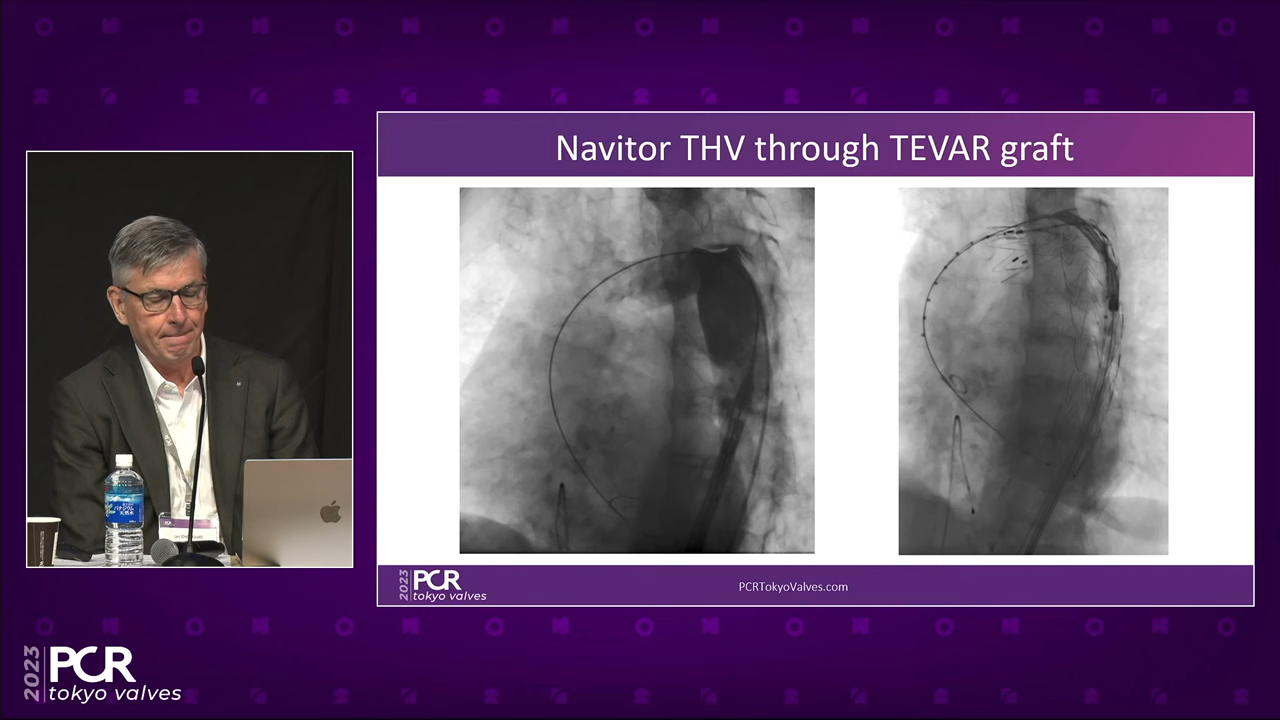 Navitor THV through TEVAR graft
2023
PCR
tokyo valves
PCRTokyoValves.com
2023
PCR
tokyo valves